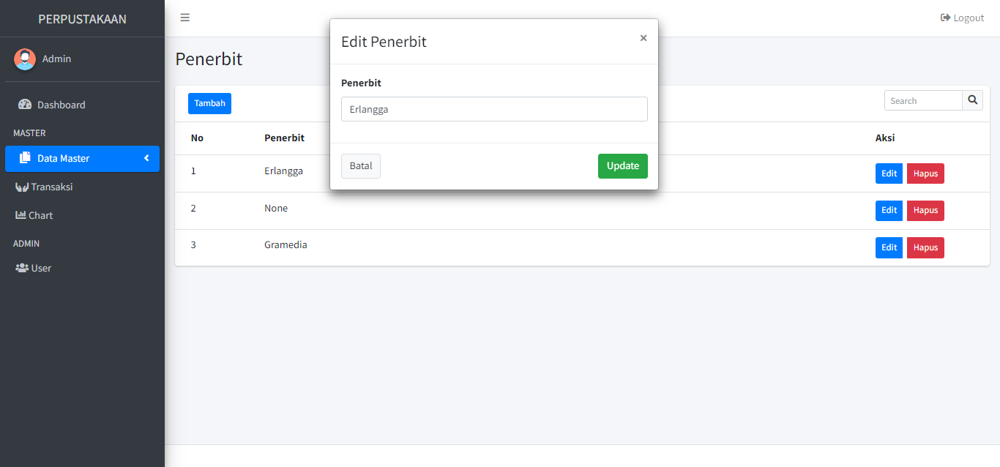 PERPUSTAKAAN
Admin
Dashboard
MASTER
Data Master
Transaksi
Chart
ADMIN
User
Logout
Penerbit
Tambah
Search
No Penerbit Aksi
1 Erlangga Edit Hapus
2 None Edit Hapus
3 Gramedia Edit Hapus
Edit Penerbit ×
Penerbit
Erlangga
Batal Update